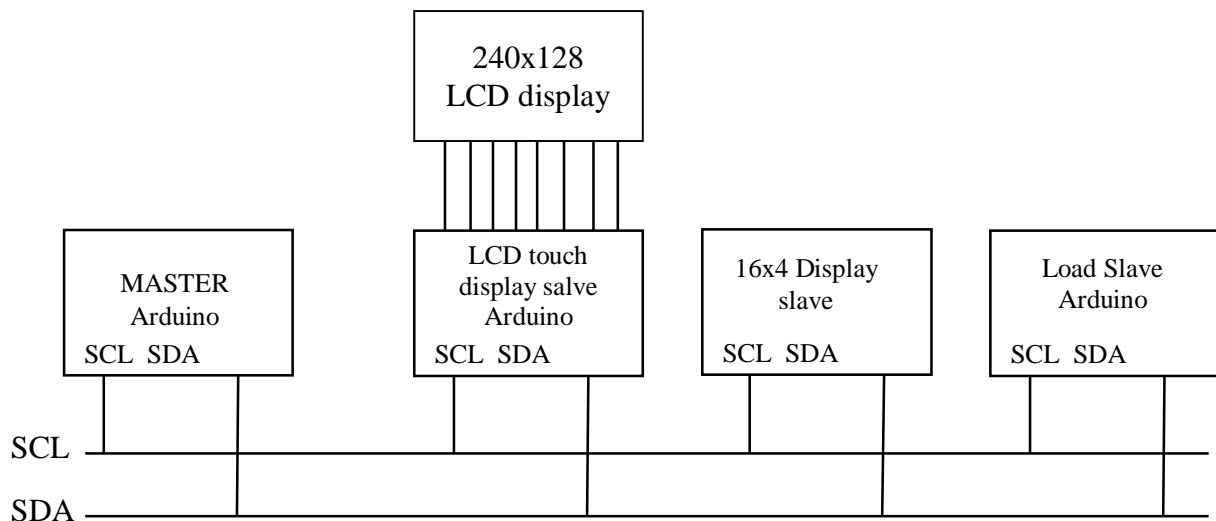 240x128
LCD display
MASTER
Arduino
SCL SDA
LCD touch
display salve
Arduino
SCL SDA
16x4 Display
slave
SCL SDA
Load Slave
Arduino
SCL SDA
SCL
SDA